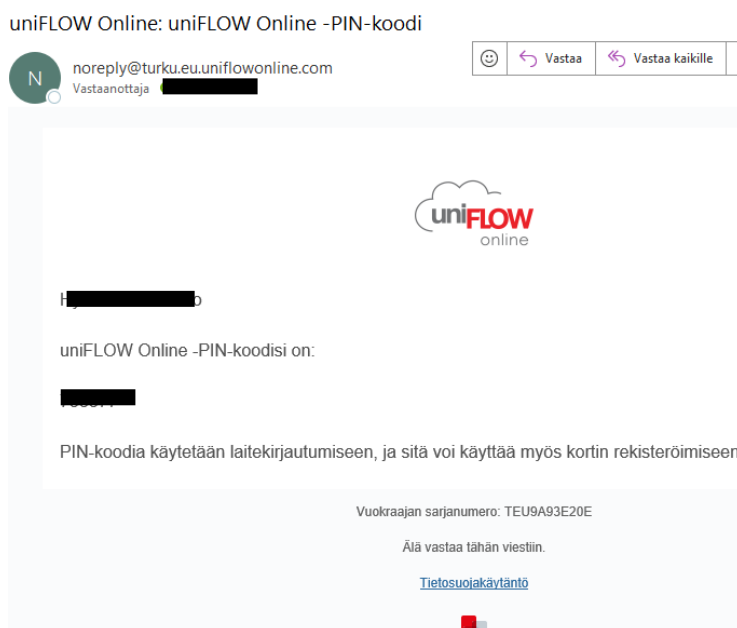 uniFLOW Online: uniFLOW Online -PIN-koodi
N
noreply@turku.eu.uniflowonline.com
Vastaanottaja
Vastaa
Vastaa kaikille
uniFLOW
online
uniFLOW Online -PIN-koodisi on:
PIN-koodia käytetään laitekirjautumiseen, ja sitä voi käyttää myös kortin rekisteröimiseen
Vuokraajan sarjanumero: TEU9A93E20E
Älä vastaa tähän viestiin.
Tietosuojakäytäntö